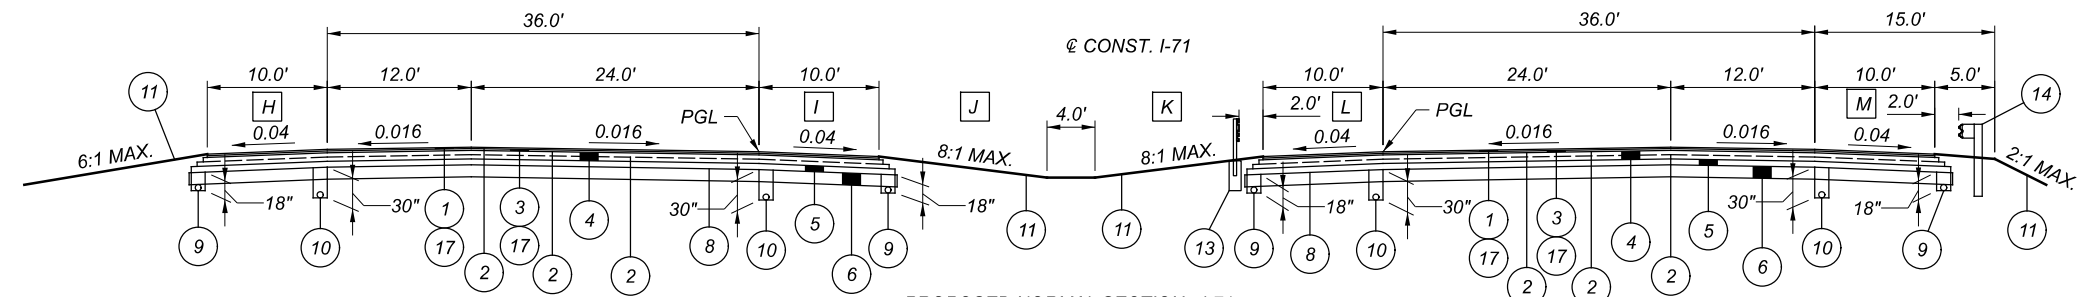 36.0' 36.0' 15.0'
℄ CONST. I-71
10.0' 12.0' 24.0' 10.0' 10.0' 24.0' 12.0' 10.0' 5.0'
11 H I J K L M 14
4.0' 2.0' 2.0'
PGL PGL
0.04 0.016 0.016 0.04 0.04 0.016 0.016 0.04
6:1 MAX. 8:1 MAX. 8:1 MAX. 2:1 MAX.
18" 30" 30" 18" 18" 30" 30" 18"
9 10 1 3 4 8 10 5 9 11 11 13 9 8 10 1 3 4 5 6 10 9 11
17 17 6 17 17
2 2 2 2 2 2